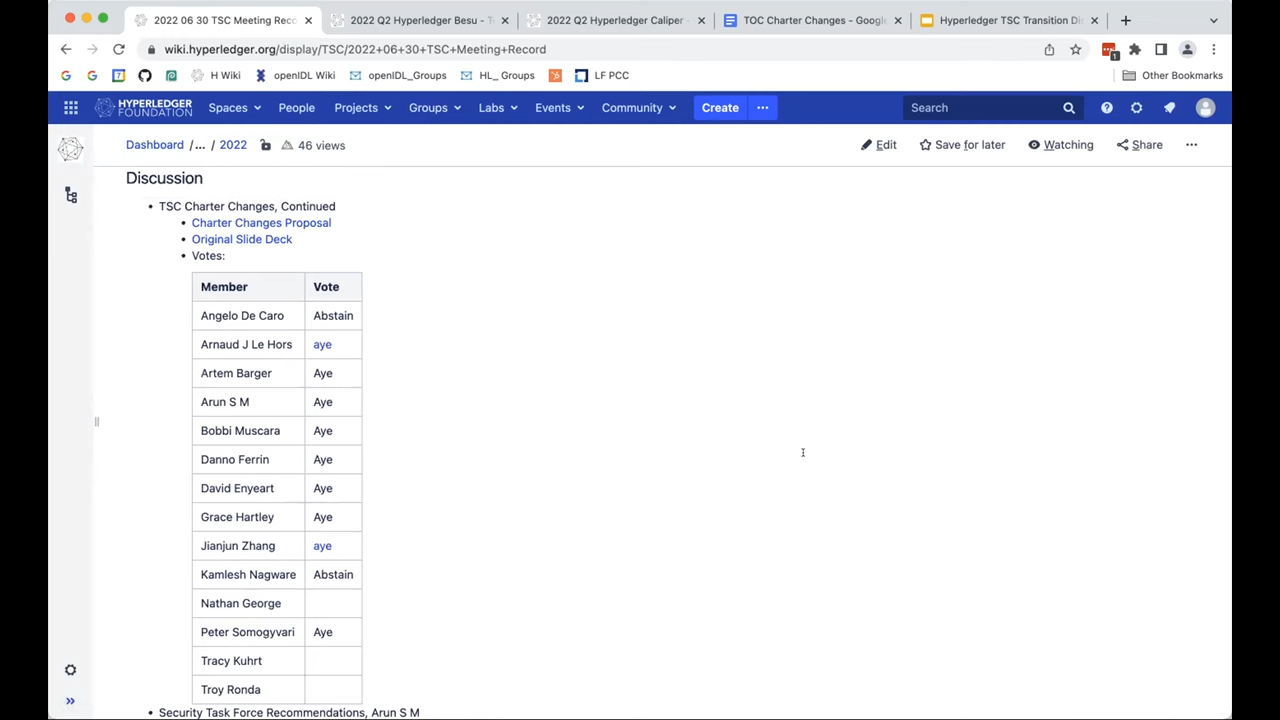 2022 06 30 TSC Meeting Reco
2022 Q2 Hyperledger Besu - T
2022 Q2 Hyperledger Caliper -
TOC Charter Changes - Google
Hyperledger TSC Transition Di
wiki.hyperledger.org/display/TSC/2022+06+30+TSC+Meeting+Record
H Wiki
openIDL Wiki
openIDL_Groups
HL_ Groups
LF PCC
Other Bookmarks
HYPERLEDGER
FOUNDATION
Spaces
People
Projects
Groups
Labs
Events
Community
Create
Search
Dashboard /... / 2022
46 views
Edit
Save for later
Watching
Share
Discussion
• TSC Charter Changes, Continued
• Charter Changes Proposal
• Original Slide Deck
• Votes:
Member Vote
Angelo De Caro Abstain
Arnaud J Le Hors aye
Artem Barger Aye
Arun S M Aye
Bobbi Muscara Aye
Danno Ferrin Aye
David Enyeart Aye
Grace Hartley Aye
Jianjun Zhang aye
Kamlesh Nagware Abstain
Nathan George
Peter Somogyvari Aye
Tracy Kuhrt
Troy Ronda
• Security Task Force Recommendations, Arun S M